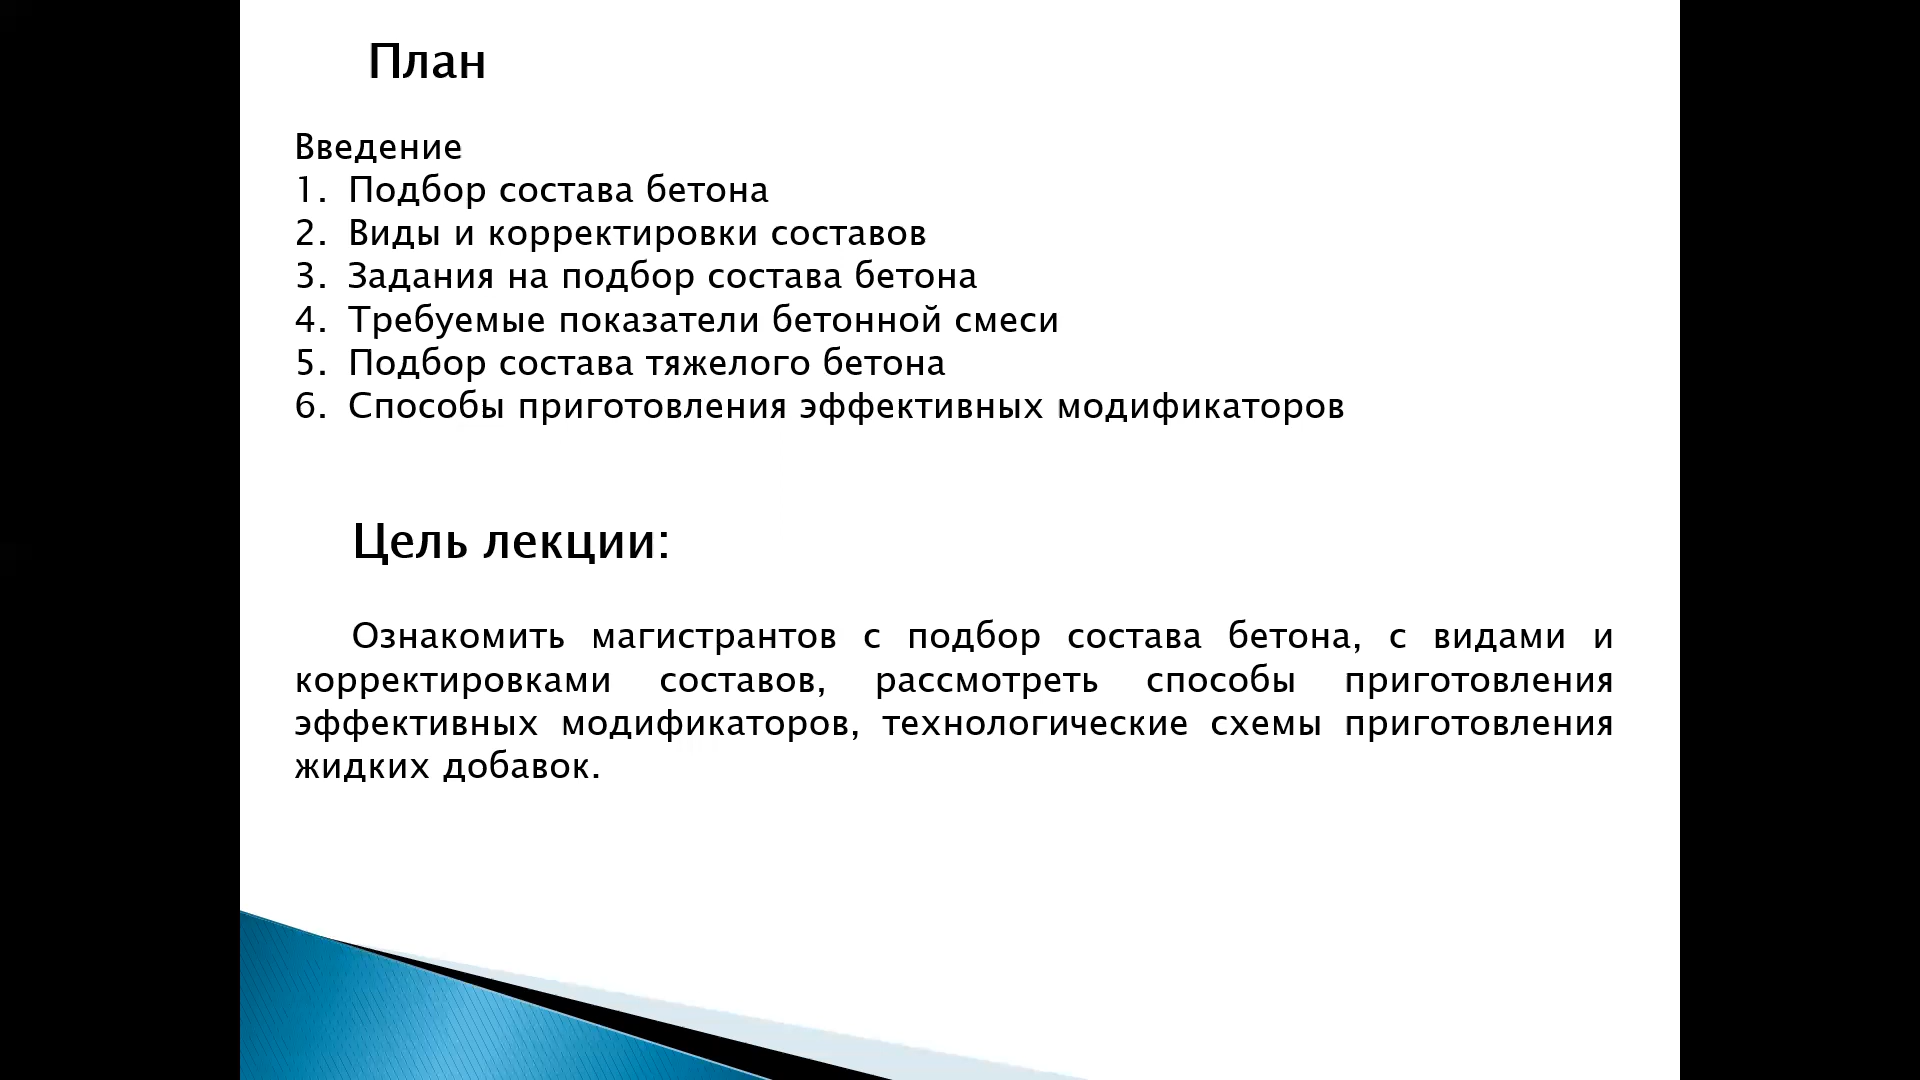 План
Введение
1. Подбор состава бетона
2. Виды и корректировки составов
3. Задания на подбор состава бетона
4. Требуемые показатели бетонной смеси
5. Подбор состава тяжелого бетона
6. Способы приготовления эффективных модификаторов
Цель лекции:
Ознакомить магистрантов с подбор состава бетона, с видами и
корректировками составов, рассмотреть способы приготовления
эффективных модификаторов, технологические схемы приготовления
жидких добавок.